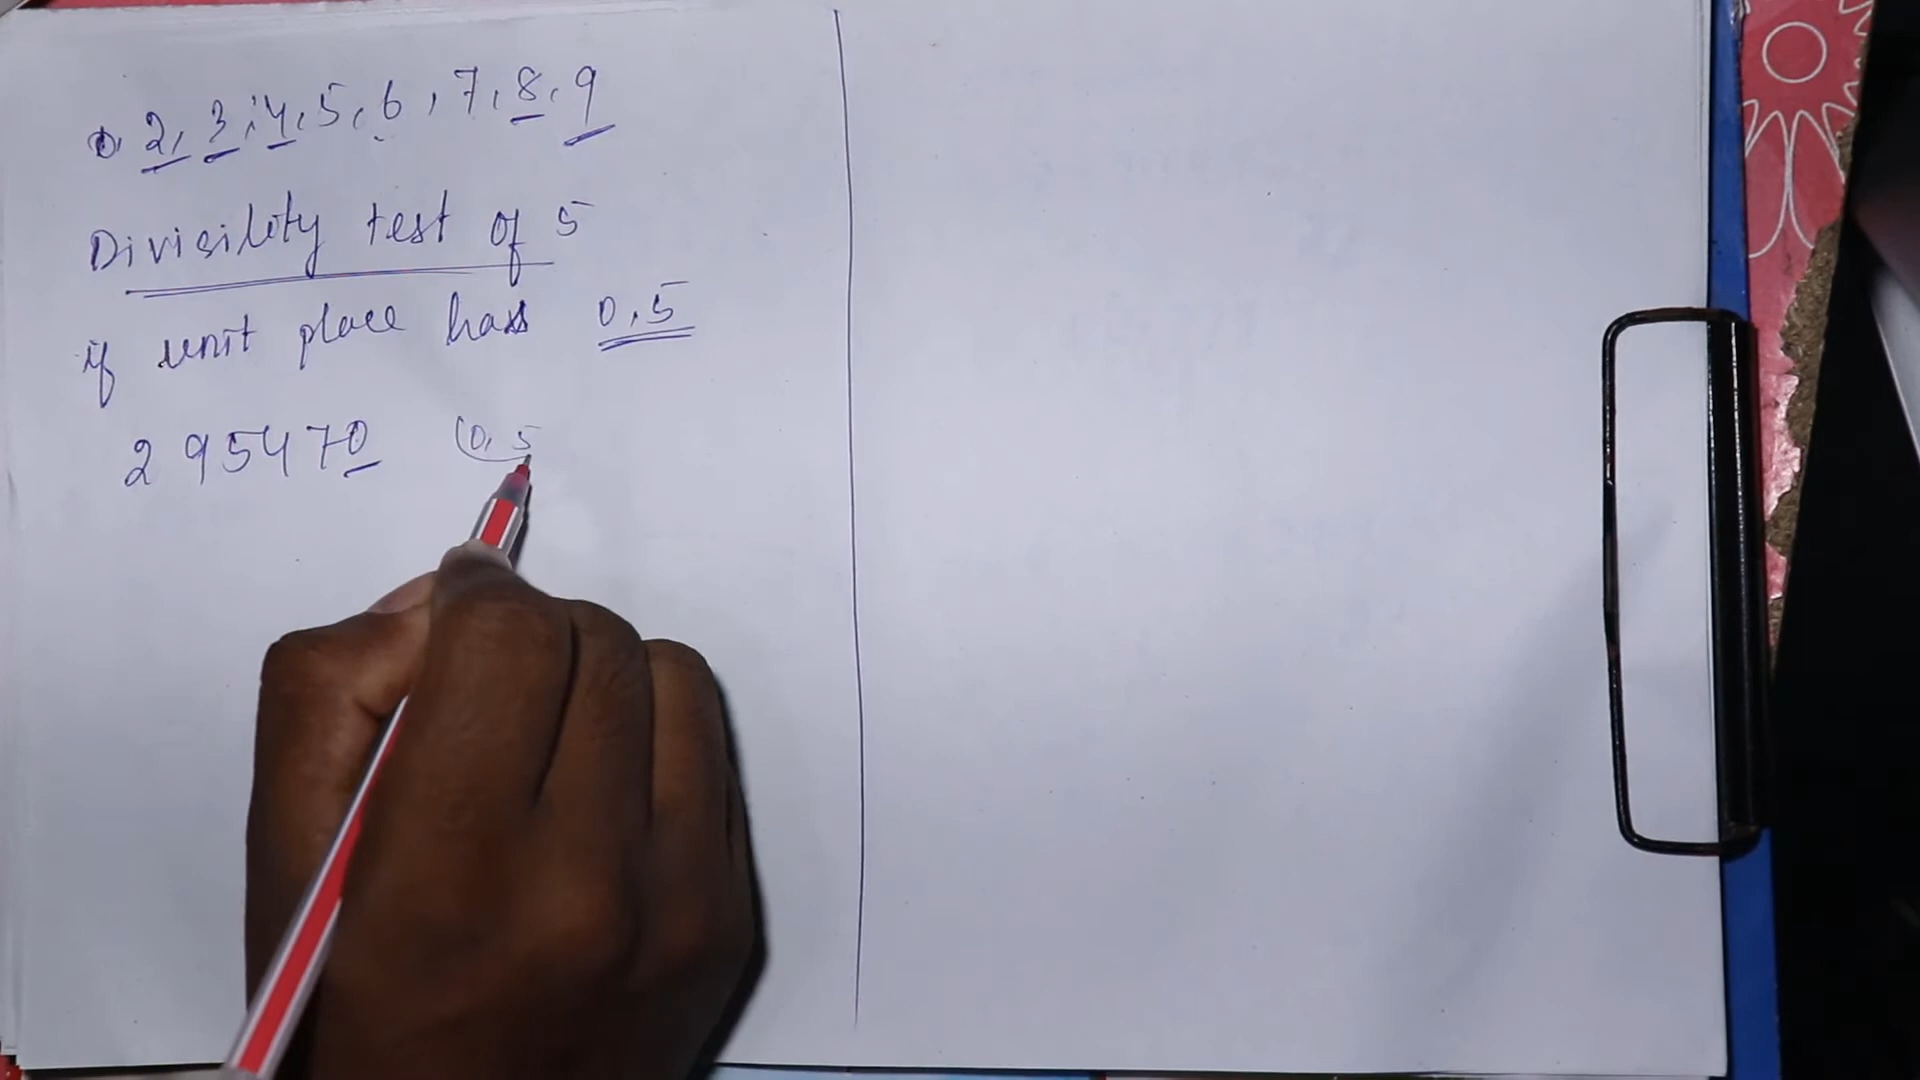 2, 3, 4, 5, 6, 7, 8, 9
Divisility test of 5
if unit place has 0, 5
295470 (0, 5